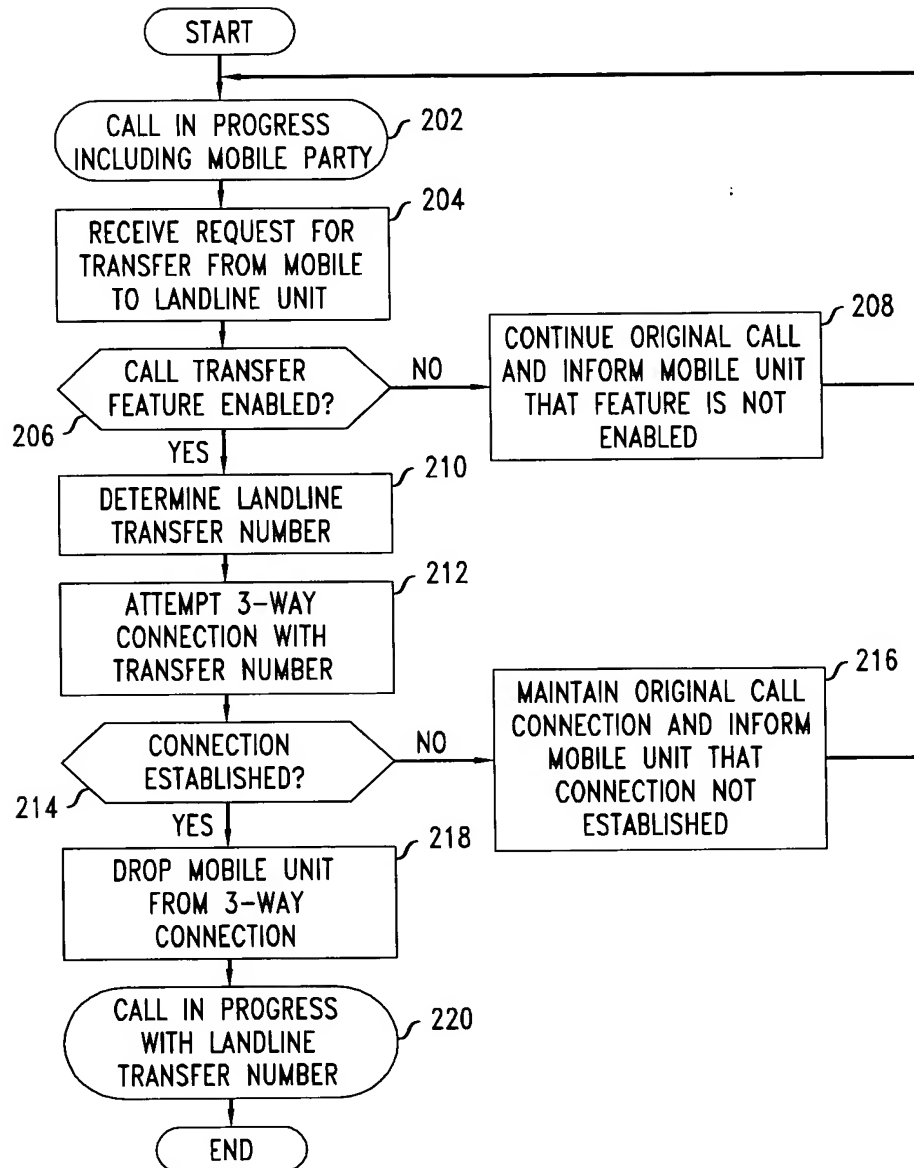 START
CALL IN PROGRESS
INCLUDING MOBILE PARTY
202
RECEIVE REQUEST FOR
TRANSFER FROM MOBILE
TO LANDLINE UNIT
204
CALL TRANSFER
FEATURE ENABLED?
206
NO
YES
CONTINUE ORIGINAL CALL
AND INFORM MOBILE UNIT
THAT FEATURE IS NOT
ENABLED
208
DETERMINE LANDLINE
TRANSFER NUMBER
210
ATTEMPT 3-WAY
CONNECTION WITH
TRANSFER NUMBER
212
CONNECTION
ESTABLISHED?
214
NO
YES
MAINTAIN ORIGINAL CALL
CONNECTION AND INFORM
MOBILE UNIT THAT
CONNECTION NOT
ESTABLISHED
216
DROP MOBILE UNIT
FROM 3-WAY
CONNECTION
218
CALL IN PROGRESS
WITH LANDLINE
TRANSFER NUMBER
220
END